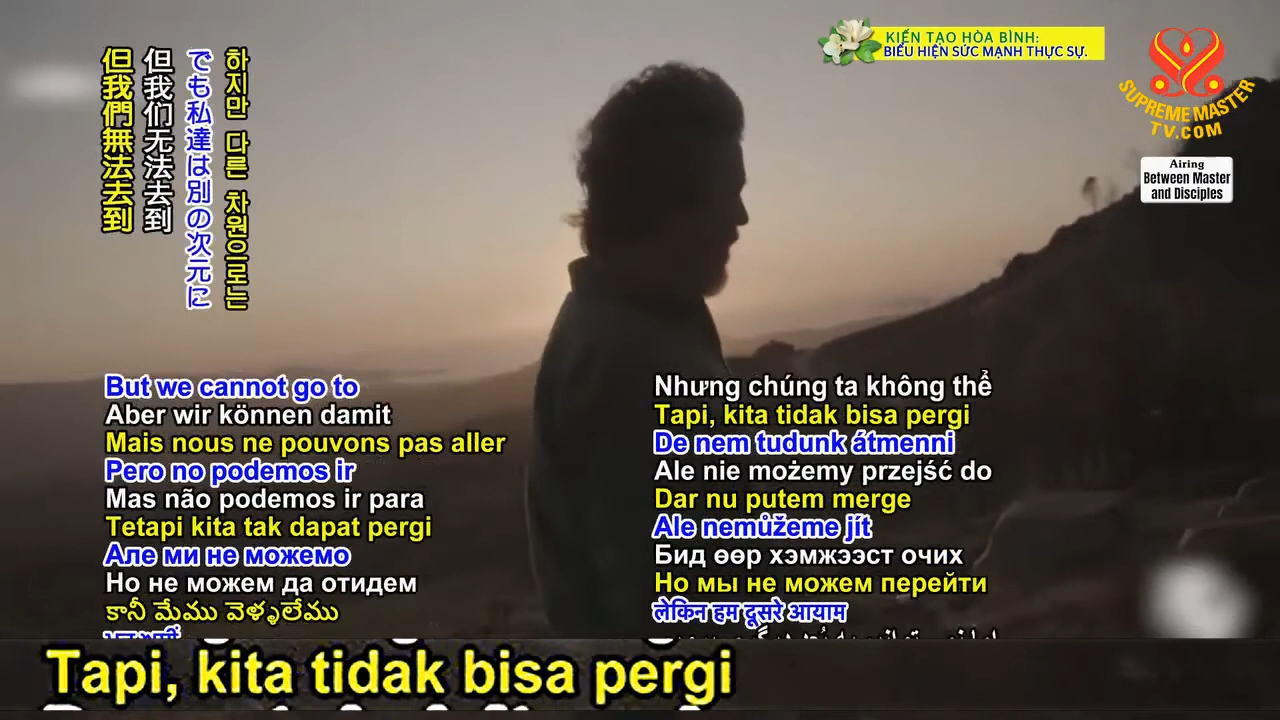 KIẾN TẠO HÒA BÌNH:
BIỂU HIỆN SỨC MẠNH THỰC SỰ.
SUPREME MASTER
TV.COM
Airing
Between Master
and Disciples
但我們無法去到
但我们无法去到
でも私達は別の次元に
하지만 다른 차원으로는
But we cannot go to
Aber wir können damit
Mais nous ne pouvons pas aller
Pero no podemos ir
Mas não podemos ir para
Tetapi kita tak dapat pergi
Але ми не можемо
Но не можем да отидем
కానీ మేము వెళ్ళలేము
Nhưng chúng ta không thể
Tapi, kita tidak bisa pergi
De nem tudunk átmenni
Ale nie możemy przejść do
Dar nu putem merge
Ale nemůžeme jít
Бид өөр хэмжээст очих
Но мы не можем перейти
लेकिन हम दूसरे आयाम
Tapi, kita tidak bisa pergi